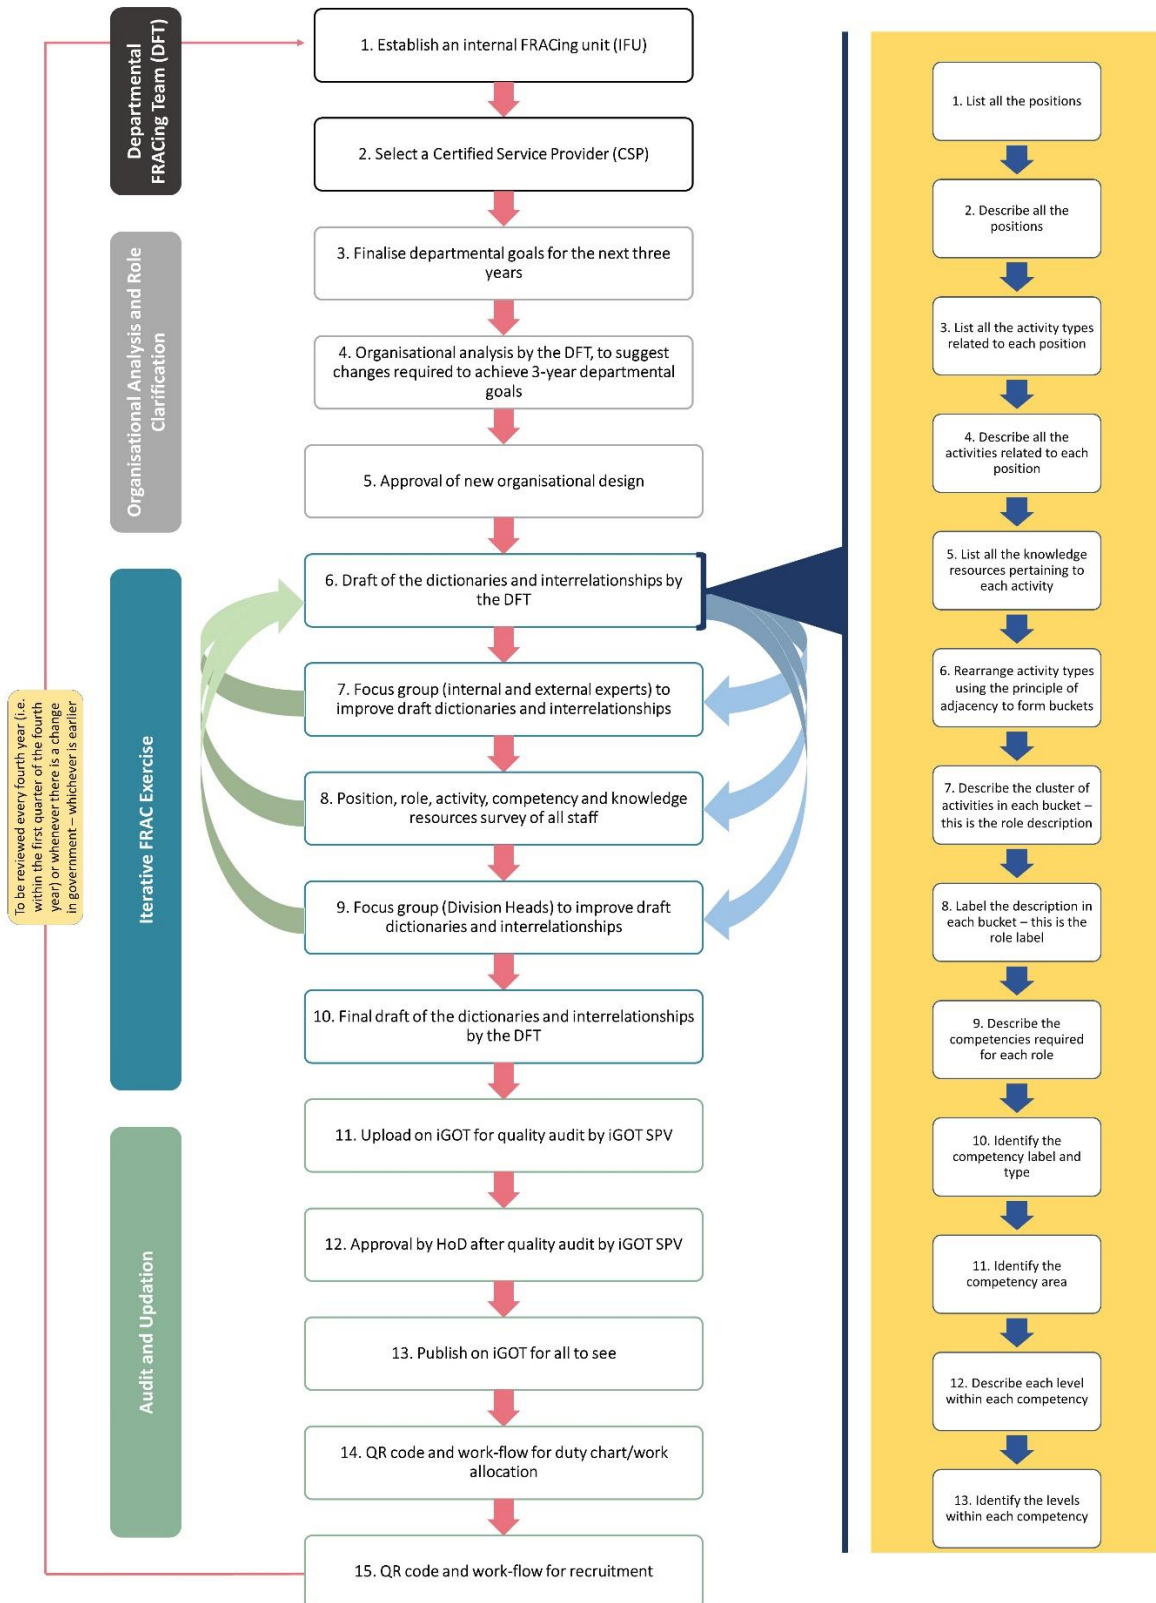 Departmental
FRACing Team (DFT)
1. Establish an internal FRACing unit (IFU)
2. Select a Certified Service Provider (CSP)
Organisational Analysis and Role
Clarification
3. Finalise departmental goals for the next three
years
4. Organisational analysis by the DFT, to suggest
changes required to achieve 3-year departmental
goals
5. Approval of new organisational design
Iterative FRAC Exercise
6. Draft of the dictionaries and interrelationships by
the DFT
7. Focus group (internal and external experts) to
improve draft dictionaries and interrelationships
8. Position, role, activity, competency and knowledge
resources survey of all staff
9. Focus group (Division Heads) to improve draft
dictionaries and interrelationships
10. Final draft of the dictionaries and interrelationships
by the DFT
Audit and Updation
11. Upload on iGOT for quality audit by iGOT SPV
12. Approval by HoD after quality audit by iGOT SPV
13. Publish on iGOT for all to see
14. QR code and work-flow for duty chart/work
allocation
15. QR code and work-flow for recruitment
To be reviewed every fourth year (i.e.
within the first quarter of the fourth
year) or whenever there is a change
in government – whichever is earlier
1. List all the positions
2. Describe all the
positions
3. List all the activity types
related to each position
4. Describe all the
activities related to each
position
5. List all the knowledge
resources pertaining to
each activity
6. Rearrange activity types
using the principle of
adjacency to form buckets
7. Describe the cluster of
activities in each bucket –
this is the role description
8. Label the description in
each bucket – this is the
role label
9. Describe the
competencies required
for each role
10. Identify the
competency label and
type
11. Identify the
competency area
12. Describe each level
within each competency
13. Identify the levels
within each competency